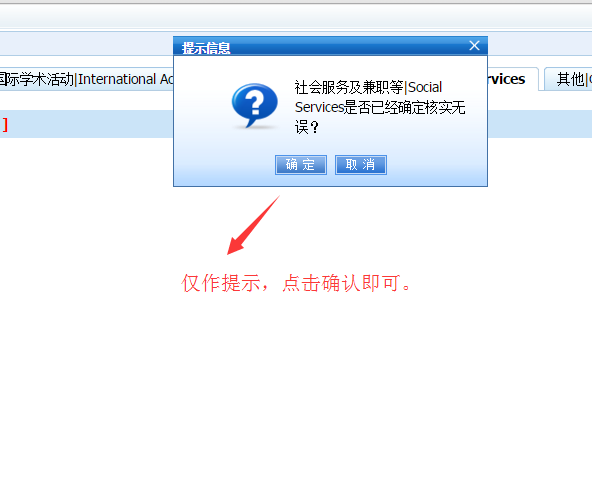 提示信息
国际学术活动|International Ac
社会服务及兼职等|Social
Services是否已经确定核实无
误？
ervices
其他|
]
确 定
取 消
仅作提示，点击确认即可。